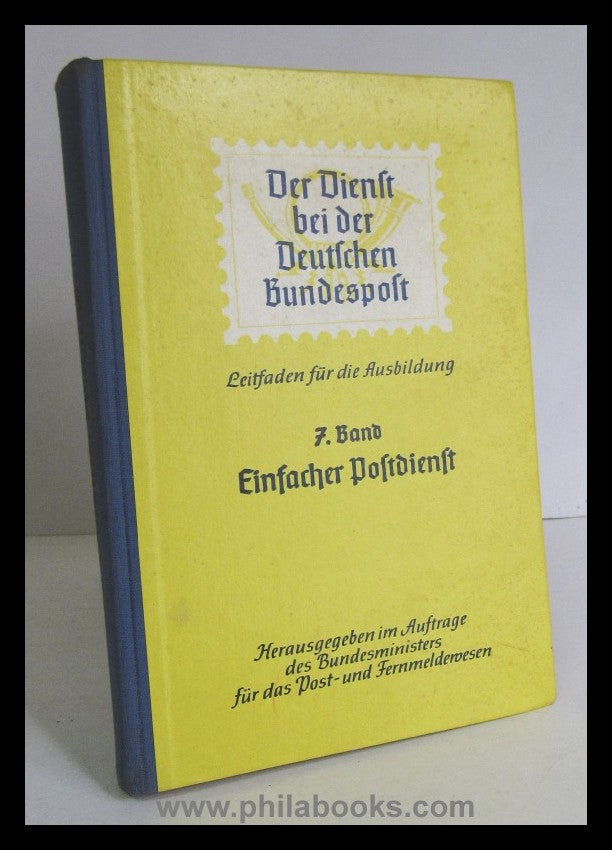 Der Dienſt
bei der
Deutſchen
Bundespoſt
Leitfaden für die Ausbildung
7. Band
Einfacher Poſtdienſt
Herausgegeben im Auftrage
des Bundesministers
für das Post- und Fernmeldewesen
www.philabooks.com